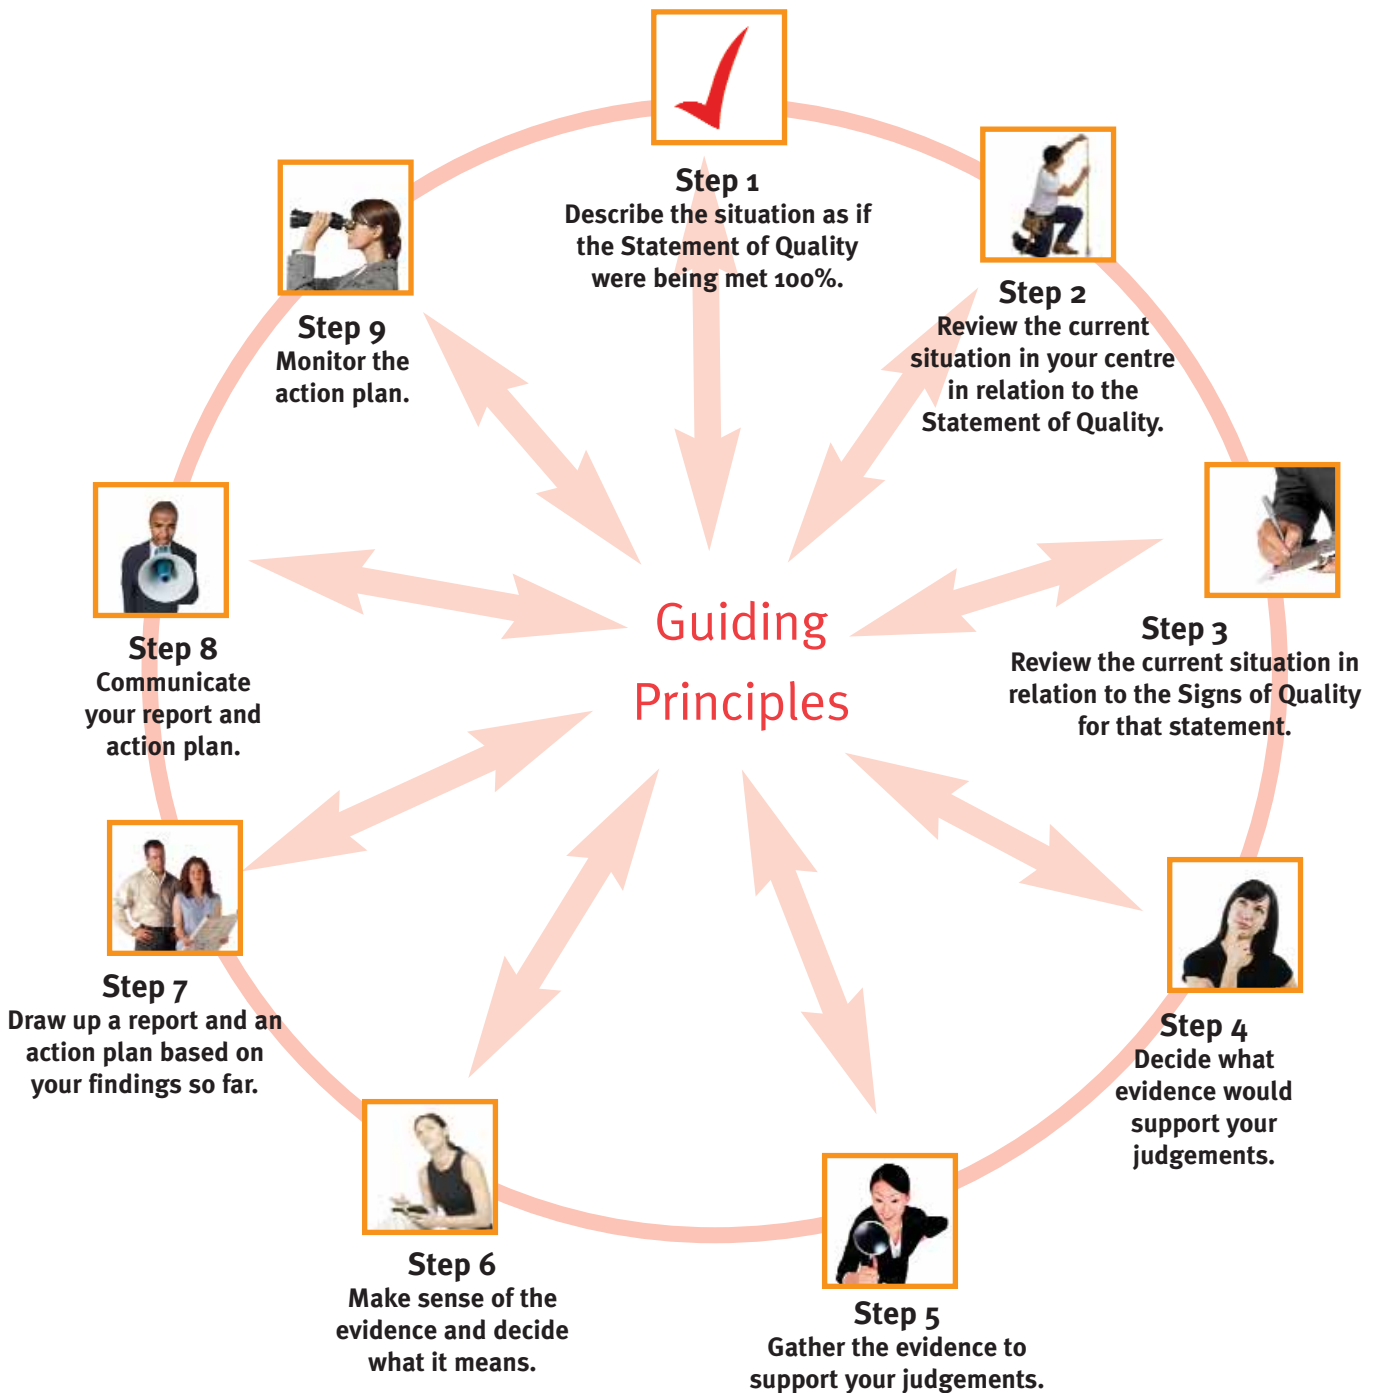 Step 1
Describe the situation as if
the Statement of Quality
were being met 100%.
Step 2
Review the current
situation in your centre
in relation to the
Statement of Quality.
Step 3
Review the current situation in
relation to the Signs of Quality
for that statement.
Step 4
Decide what
evidence would
support your
judgements.
Step 5
Gather the evidence to
support your judgements.
Step 6
Make sense of the
evidence and decide
what it means.
Step 7
Draw up a report and an
action plan based on
your findings so far.
Step 8
Communicate
your report and
action plan.
Step 9
Monitor the
action plan.
Guiding
Principles